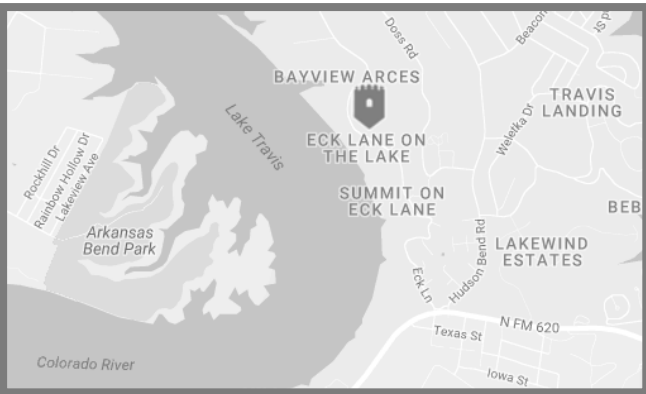 Doss Rd
Beacon
d St
BAYVIEW ARCES
TRAVIS
LANDING
Lake Travis
ECK LANE ON
THE LAKE
Weletka Dr
Rockhill Dr
Rainbow Hollow Dr
Lakeview Ave
SUMMIT ON
ECK LANE
BEB
Arkansas
Bend Park
LAKEWIND
ESTATES
Hudson Bend Rd
Eck Ln
N FM 620
Texas St
Colorado River
Iowa St